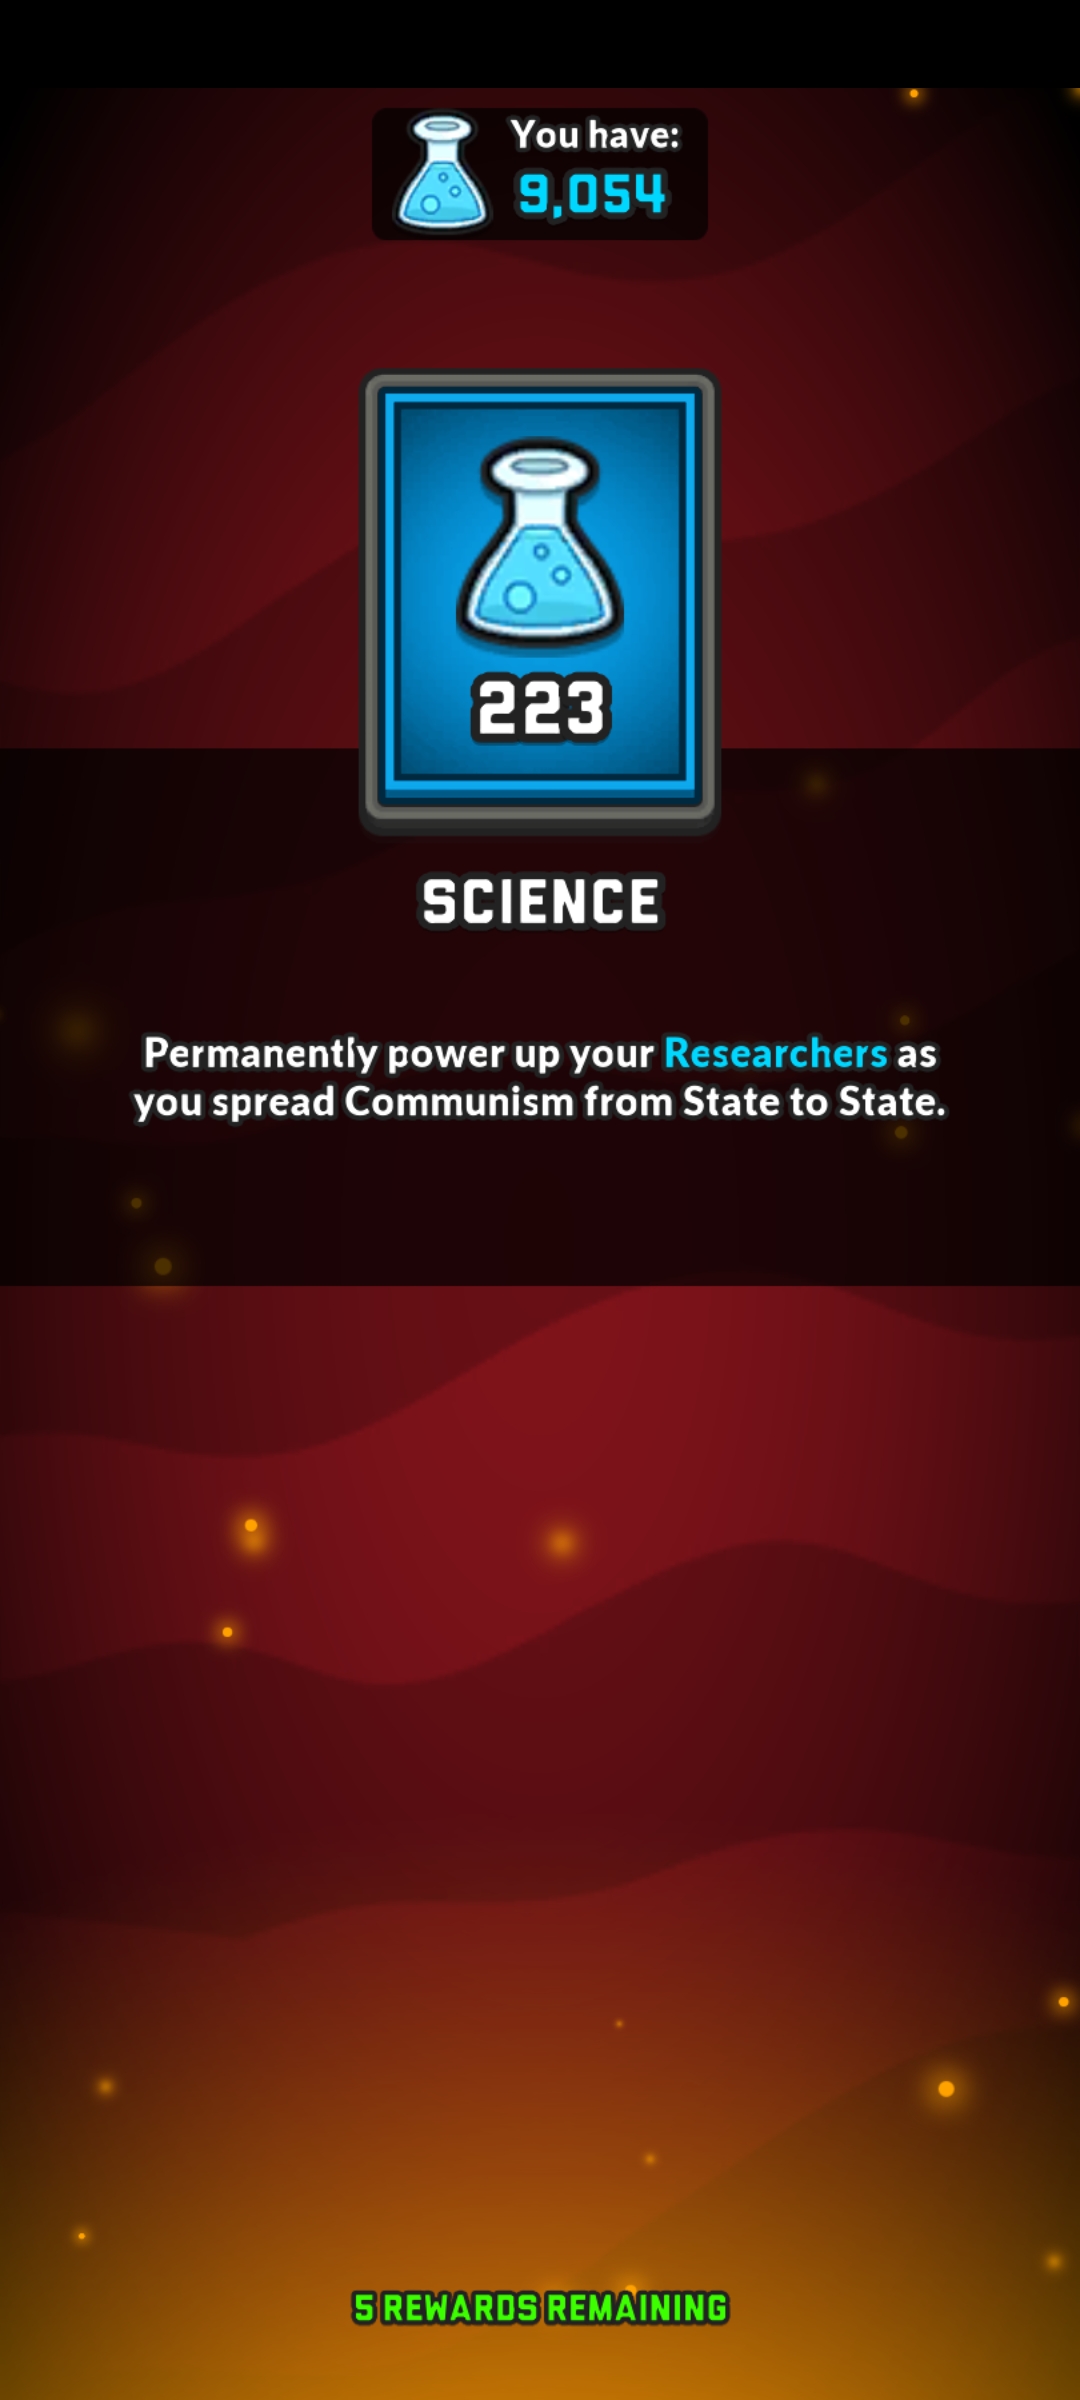 You have:
9,054
223
SCIENCE
Permanently power up your Researchers as
you spread Communism from State to State.
5 REWARDS REMAINING